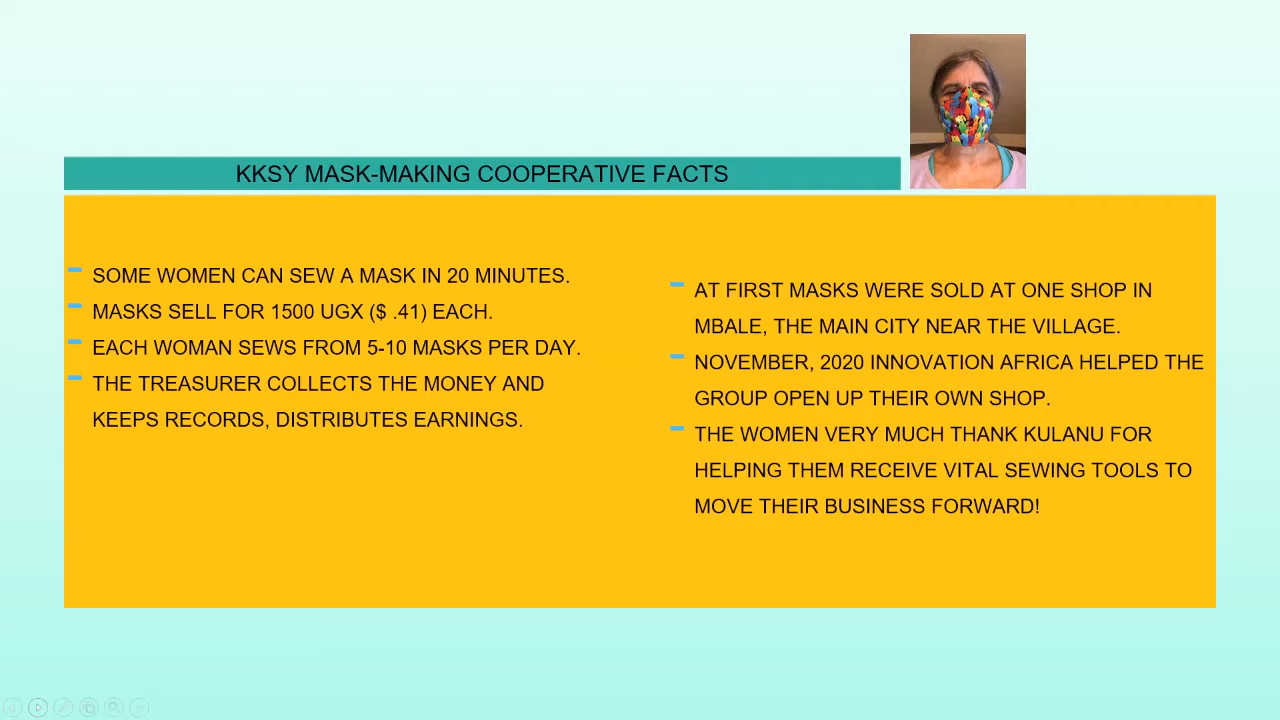 KKSY MASK-MAKING COOPERATIVE FACTS
SOME WOMEN CAN SEW A MASK IN 20 MINUTES.
MASKS SELL FOR 1500 UGX ($ .41) EACH.
EACH WOMAN SEWS FROM 5-10 MASKS PER DAY.
THE TREASURER COLLECTS THE MONEY AND
KEEPS RECORDS, DISTRIBUTES EARNINGS.
AT FIRST MASKS WERE SOLD AT ONE SHOP IN
MBALE, THE MAIN CITY NEAR THE VILLAGE.
NOVEMBER, 2020 INNOVATION AFRICA HELPED THE
GROUP OPEN UP THEIR OWN SHOP.
THE WOMEN VERY MUCH THANK KULANU FOR
HELPING THEM RECEIVE VITAL SEWING TOOLS TO
MOVE THEIR BUSINESS FORWARD!